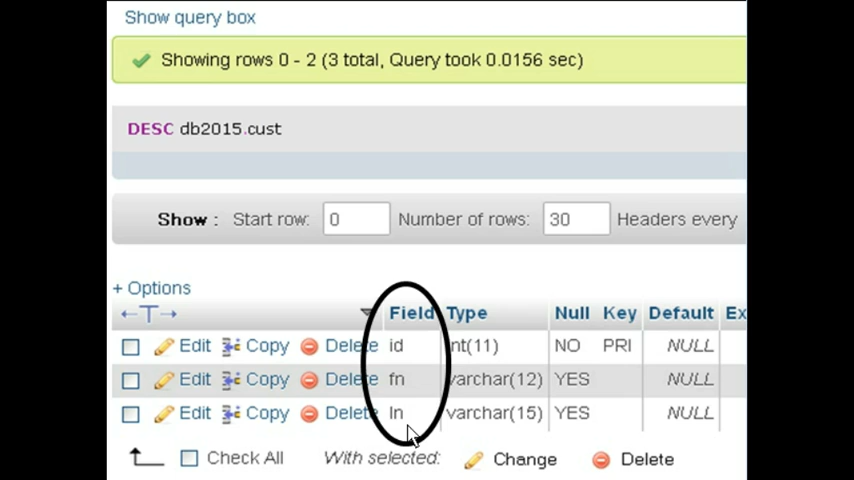 Show query box
Showing rows 0 - 2 (3 total, Query took 0.0156 sec)
DESC db2015.cust
Show : Start row: 0 Number of rows: 30 Headers every
+ Options
←T→ Field Type Null Key Default Ex
Edit Copy Delete id int(11) NO PRI NULL
Edit Copy Delete fn varchar(12) YES NULL
Edit Copy Delete ln varchar(15) YES NULL
Check All With selected: Change Delete